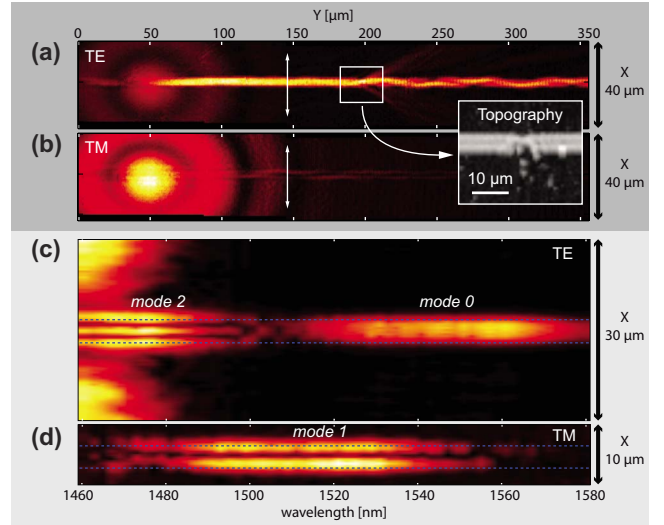 Y [μm]
0 50 100 150 200 250 300 350
(a) TE
X
40 μm
Topography
10 μm
(b) TM
X
40 μm
(c) TE
mode 2 mode 0
X
30 μm
(d) mode 1 TM
X
10 μm
1460 1480 1500 1520 1540 1560 1580
wavelength [nm]